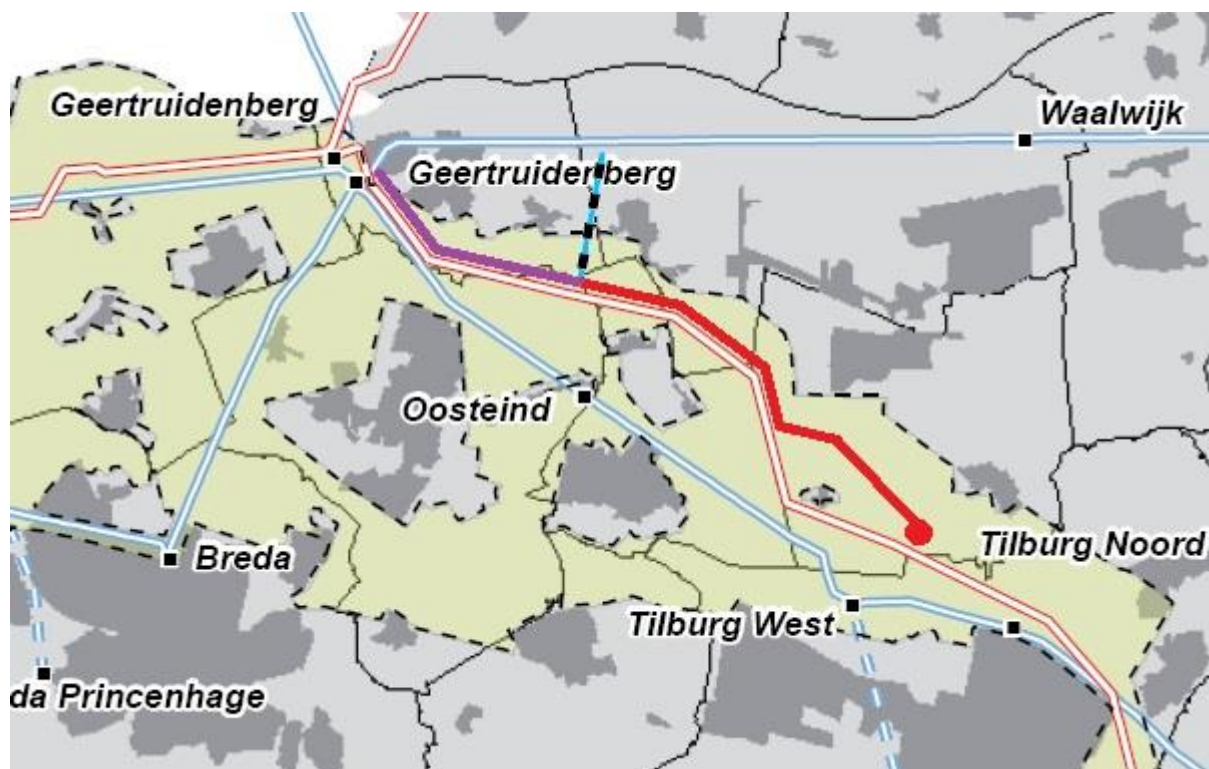 Geertruidenberg
Waalwijk
Geertruidenberg
Oosteind
Breda
Tilburg Noord
Tilburg West
da Princenhage